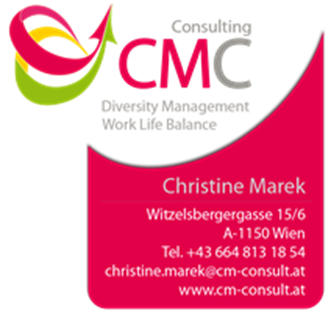 Consulting
CMC
Diversity Management
Work Life Balance
Christine Marek
Witzelsbergergasse 15/6
A-1150 Wien
Tel. +43 664 813 18 54
christine.marek@cm-consult.at
www.cm-consult.at